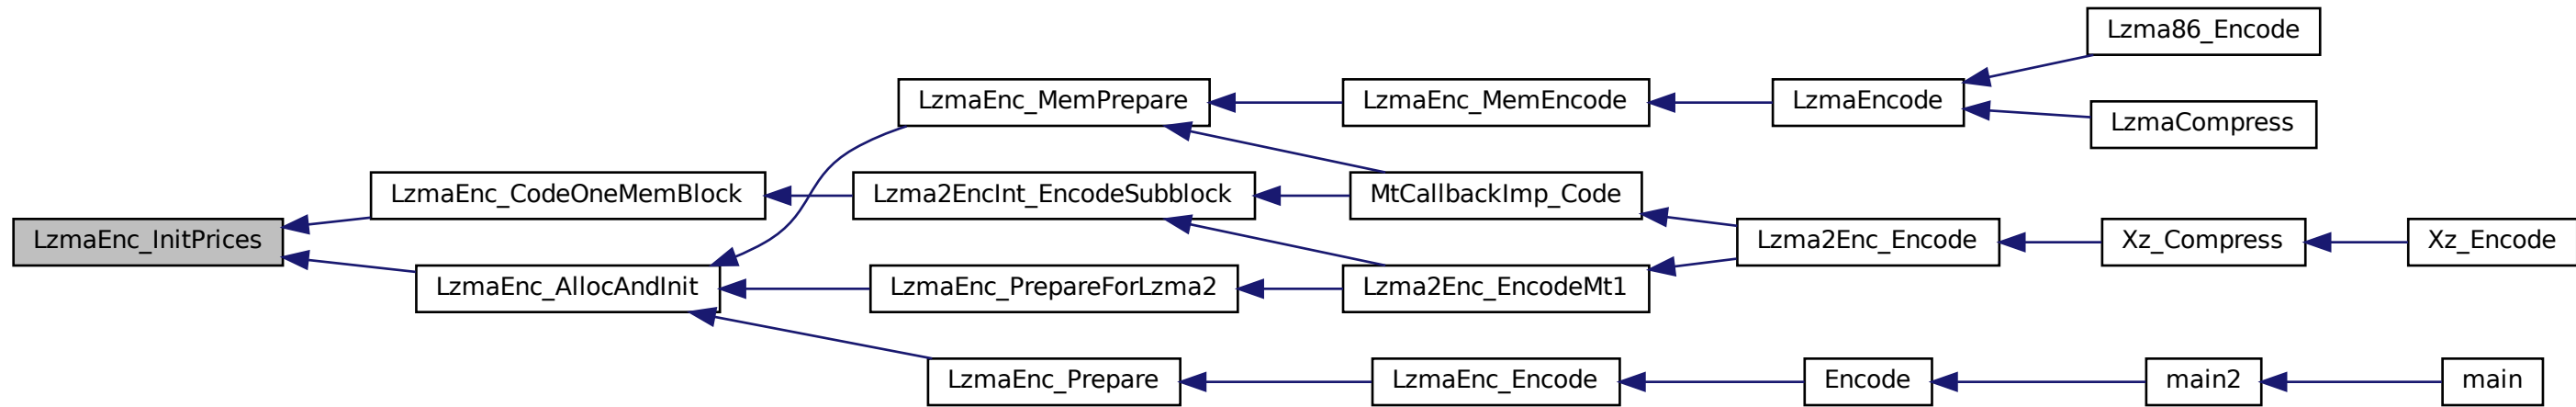 Lzma86_Encode
LzmaEnc_MemPrepare
LzmaEnc_MemEncode
LzmaEncode
LzmaCompress
LzmaEnc_CodeOneMemBlock
Lzma2EncInt_EncodeSubblock
MtCallbackImp_Code
LzmaEnc_InitPrices
Lzma2Enc_Encode
Xz_Compress
Xz_Encode
LzmaEnc_AllocAndInit
LzmaEnc_PrepareForLzma2
Lzma2Enc_EncodeMt1
LzmaEnc_Prepare
LzmaEnc_Encode
Encode
main2
main